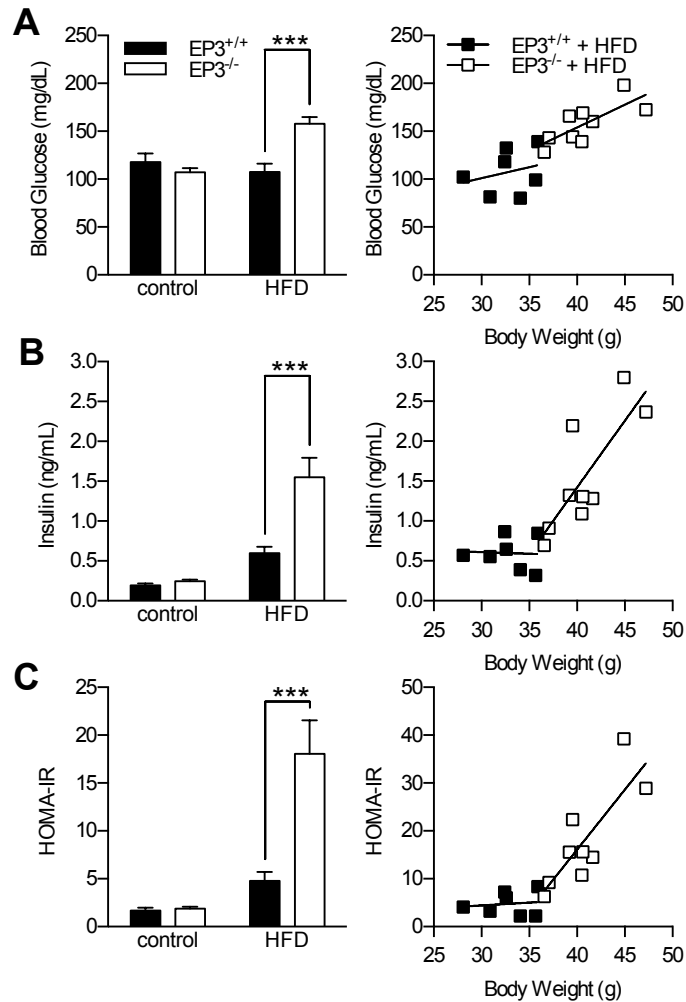 A
Blood Glucose (mg/dL)
250
200
150
100
50
0
EP3+/+
EP3-/-
***
control
HFD
Blood Glucose (mg/dL)
250
200
150
100
50
0
EP3+/+ + HFD
EP3-/- + HFD
25 30 35 40 45 50
Body Weight (g)
B
Insulin (ng/mL)
3.0
2.5
2.0
1.5
1.0
0.5
0.0
***
control
HFD
Insulin (ng/mL)
3.0
2.5
2.0
1.5
1.0
0.5
0.0
25 30 35 40 45 50
Body Weight (g)
C
HOMA-IR
25
20
15
10
5
0
***
control
HFD
HOMA-IR
50
40
30
20
10
0
25 30 35 40 45 50
Body Weight (g)